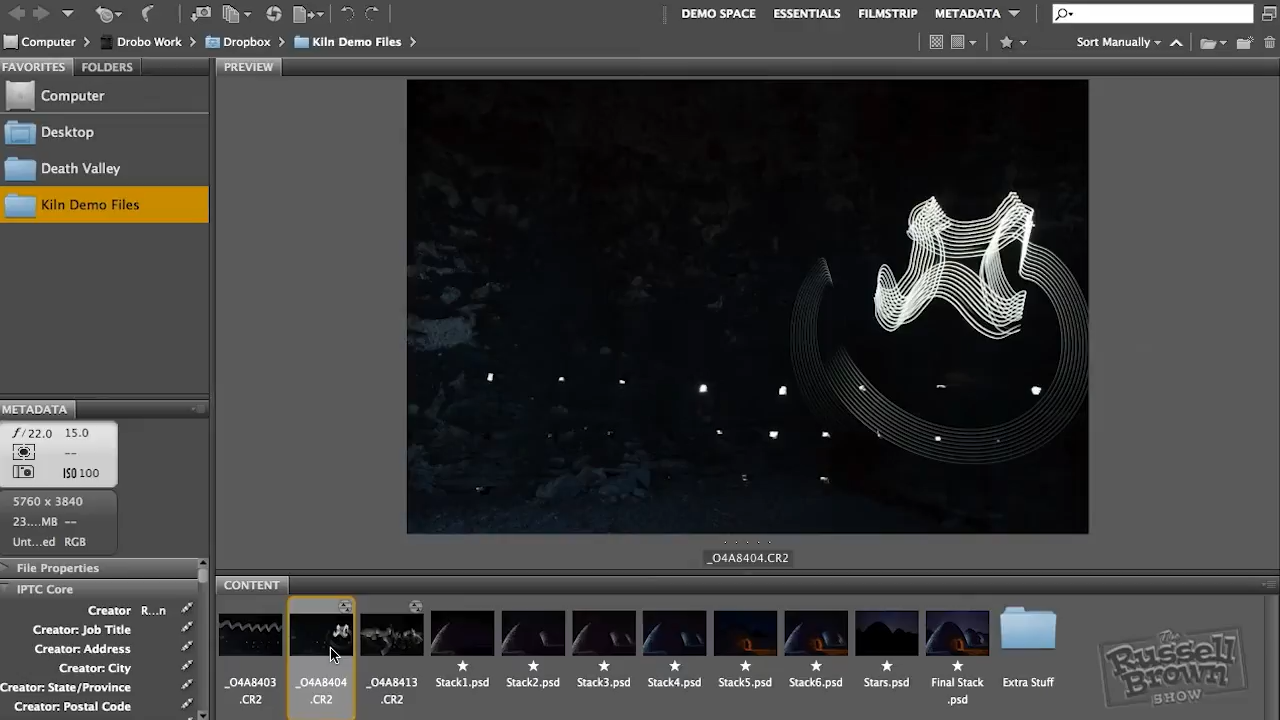 DEMO SPACE ESSENTIALS FILMSTRIP METADATA
Computer Drobo Work Dropbox Kiln Demo Files Sort Manually
FAVORITES FOLDERS PREVIEW
Computer
Desktop
Death Valley
Kiln Demo Files
METADATA
f/22.0 15.0
--
ISO 100
5760 x 3840
23....MB --
Unt...ed RGB
File Properties
IPTC Core
Creator R...n
Creator: Job Title
Creator: Address
Creator: City
Creator: State/Province
Creator: Postal Code
_O4A8404.CR2
CONTENT
_O4A8403 .CR2
_O4A8404 .CR2
_O4A8413 .CR2
Stack1.psd
Stack2.psd
Stack3.psd
Stack4.psd
Stack5.psd
Stack6.psd
Stars.psd
Final Stack .psd
Extra Stuff
The
Russell
Brown
SHOW